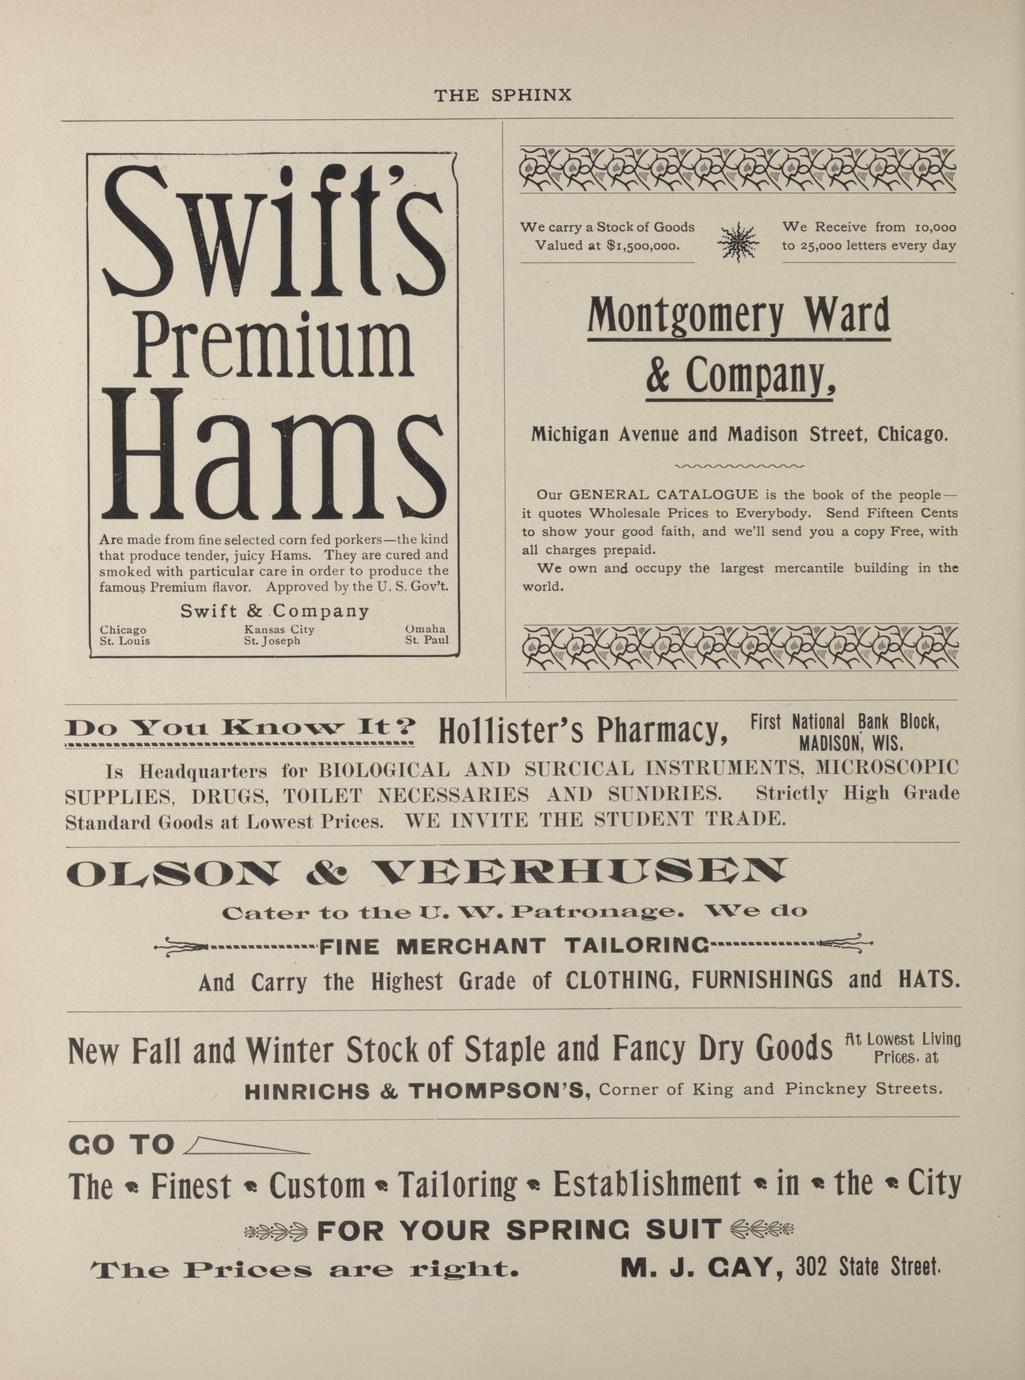 THE SPHINX
Swift's
Premium
Hams
Are made from fine selected corn fed porkers—the kind
that produce tender, juicy Hams. They are cured and
smoked with particular care in order to produce the
famous Premium flavor. Approved by the U. S. Gov't.
Swift & Company
Chicago Kansas City Omaha
St. Louis St. Joseph St. Paul
We carry a Stock of Goods
Valued at $1,500,000.
We Receive from 10,000
to 25,000 letters every day
Montgomery Ward
& Company,
Michigan Avenue and Madison Street, Chicago.
Our GENERAL CATALOGUE is the book of the people—
it quotes Wholesale Prices to Everybody. Send Fifteen Cents
to show your good faith, and we'll send you a copy Free, with
all charges prepaid.
We own and occupy the largest mercantile building in the
world.
Do You Know It? Hollister's Pharmacy, First National Bank Block,
MADISON, WIS.
Is Headquarters for BIOLOGICAL AND SURCICAL INSTRUMENTS, MICROSCOPIC
SUPPLIES, DRUGS, TOILET NECESSARIES AND SUNDRIES. Strictly High Grade
Standard Goods at Lowest Prices. WE INVITE THE STUDENT TRADE.
OLSON & VEERHUSEN
Cater to the U. W. Patronage. We do
FINE MERCHANT TAILORING
And Carry the Highest Grade of CLOTHING, FURNISHINGS and HATS.
New Fall and Winter Stock of Staple and Fancy Dry Goods At Lowest Living
Prices. at
HINRICHS & THOMPSON'S, Corner of King and Pinckney Streets.
GO TO
The Finest Custom Tailoring Establishment in the City
FOR YOUR SPRING SUIT
The Prices are right. M. J. GAY, 302 State Street.